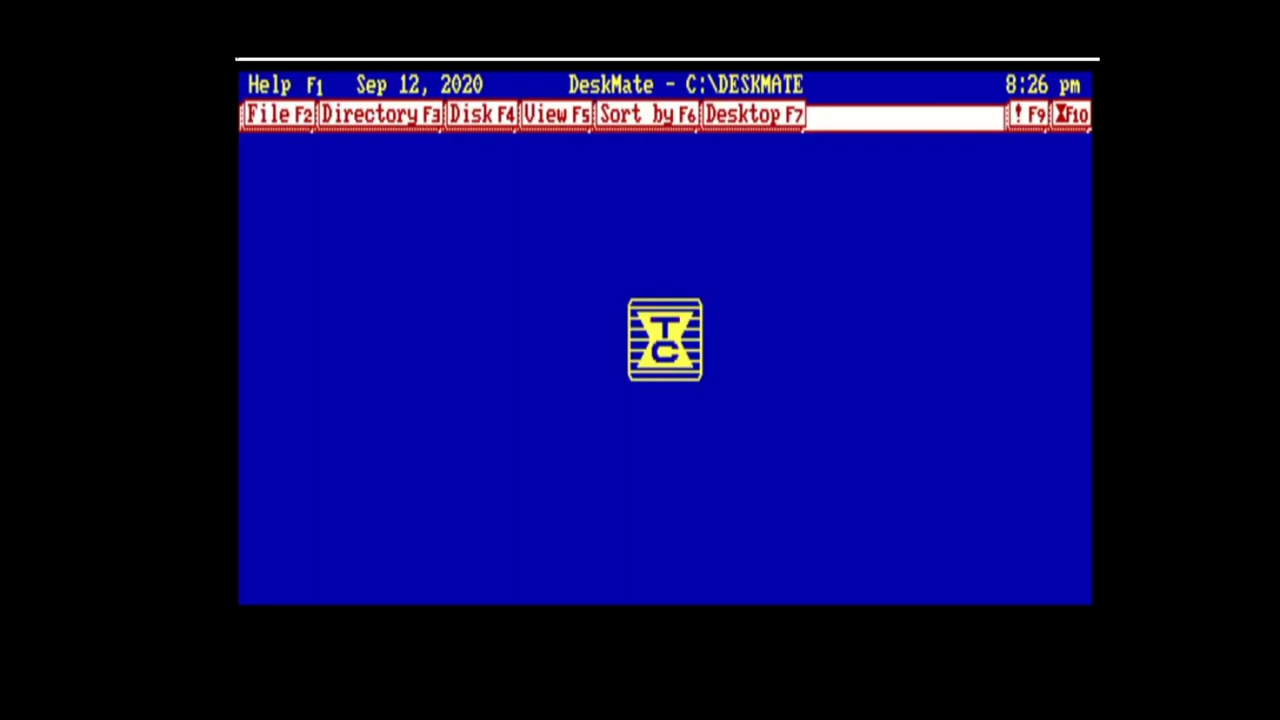 Help F1 Sep 12, 2020 DeskMate - C:\DESKMATE 8:26 pm
File F2 Directory F3 Disk F4 View F5 Sort by F6 Desktop F7 ! F9 F10
T
C